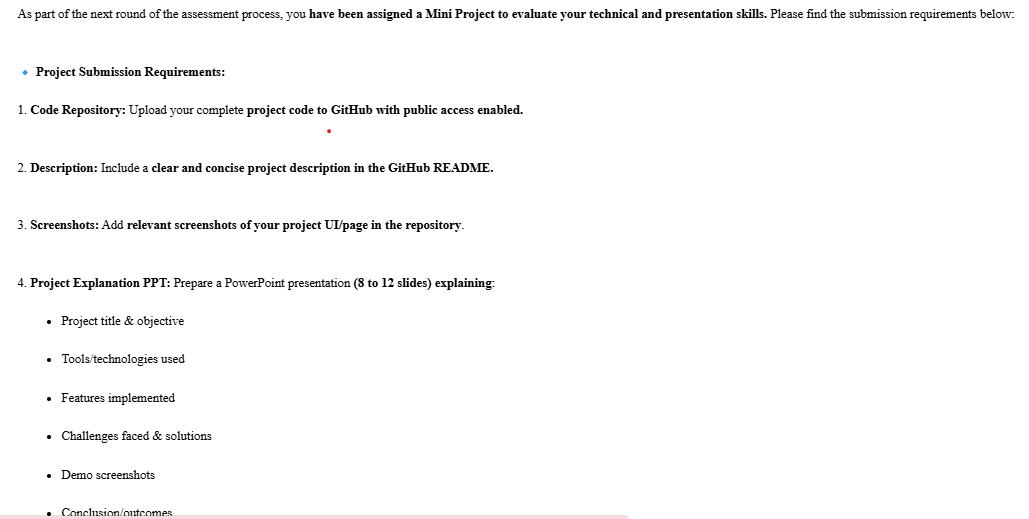 As part of the next round of the assessment process, you have been assigned a Mini Project to evaluate your technical and presentation skills. Please find the submission requirements below:
Project Submission Requirements:
1. Code Repository: Upload your complete project code to GitHub with public access enabled.
2. Description: Include a clear and concise project description in the GitHub README.
3. Screenshots: Add relevant screenshots of your project UI/page in the repository.
4. Project Explanation PPT: Prepare a PowerPoint presentation (8 to 12 slides) explaining:
• Project title & objective
• Tools/technologies used
• Features implemented
• Challenges faced & solutions
• Demo screenshots
• Conclusion/outcomes